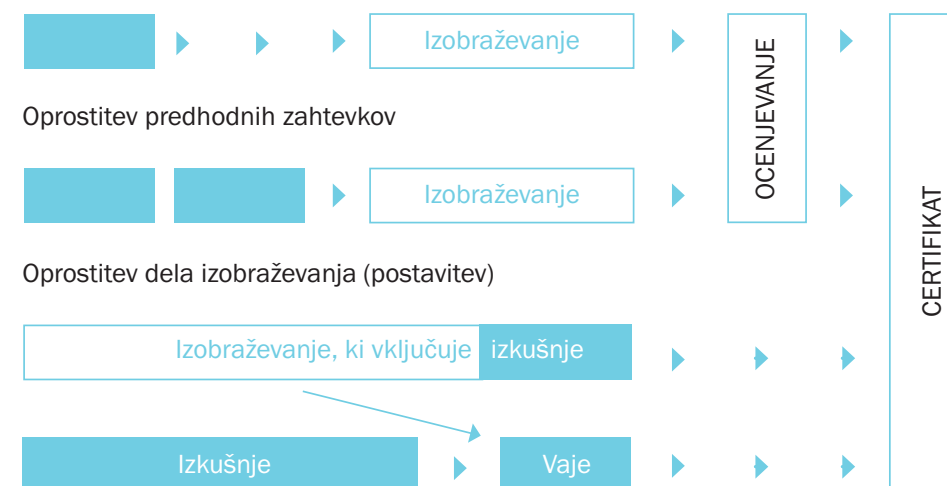 Izobraževanje
Oprostitev predhodnih zahtevkov
Izobraževanje
OCENJEVANJE
Oprostitev dela izobraževanja (postavitev)
Izobraževanje, ki vključuje izkušnje
Izkušnje
Vaje
CERTIFIKAT